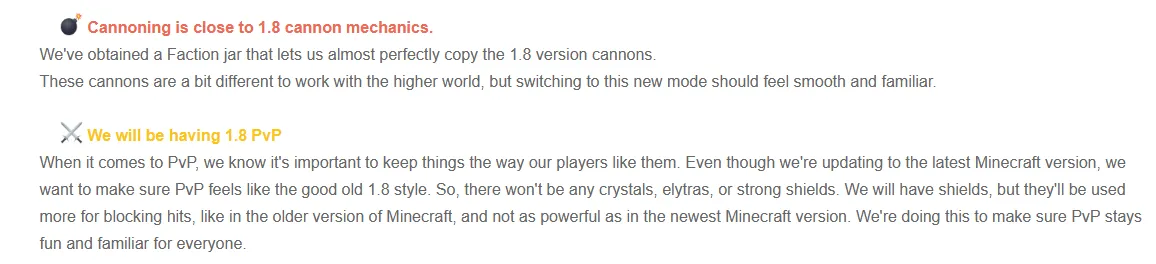 Cannoning is close to 1.8 cannon mechanics.
We've obtained a Faction jar that lets us almost perfectly copy the 1.8 version cannons.
These cannons are a bit different to work with the higher world, but switching to this new mode should feel smooth and familiar.
We will be having 1.8 PvP
When it comes to PvP, we know it's important to keep things the way our players like them. Even though we're updating to the latest Minecraft version, we
want to make sure PvP feels like the good old 1.8 style. So, there won't be any crystals, elytras, or strong shields. We will have shields, but they'll be used
more for blocking hits, like in the older version of Minecraft, and not as powerful as in the newest Minecraft version. We're doing this to make sure PvP stays
fun and familiar for everyone.